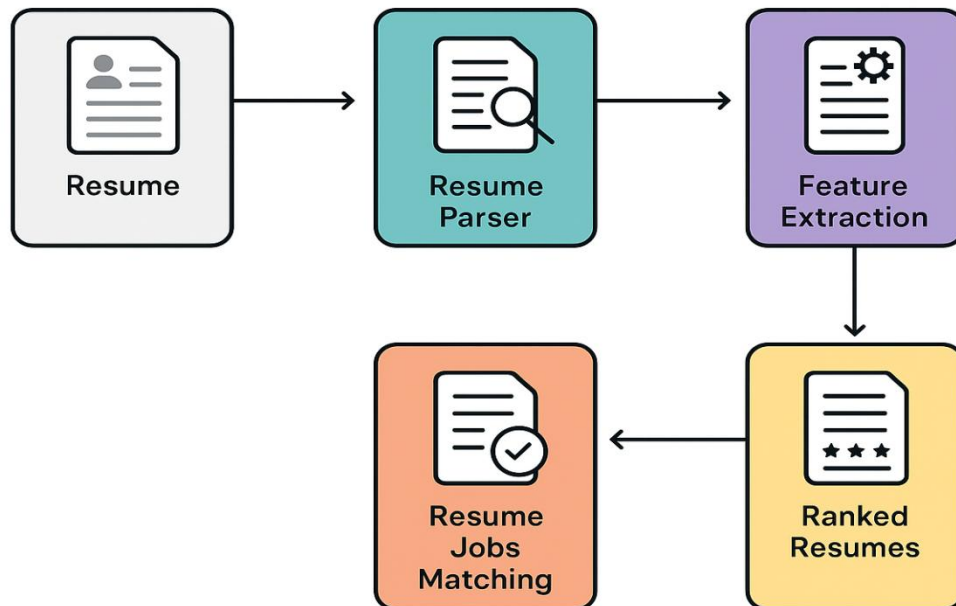 Resume
Resume
Parser
Feature
Extraction
Resume
Jobs
Matching
Ranked
Resumes